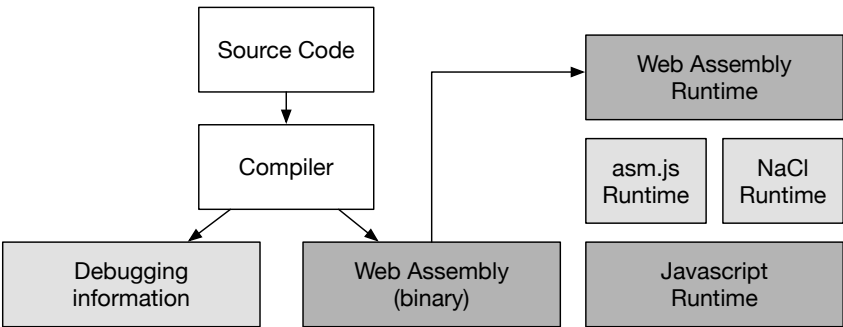 Source Code
Web Assembly
Runtime
Compiler
asm.js
Runtime
NaCl
Runtime
Debugging
information
Web Assembly
(binary)
Javascript
Runtime